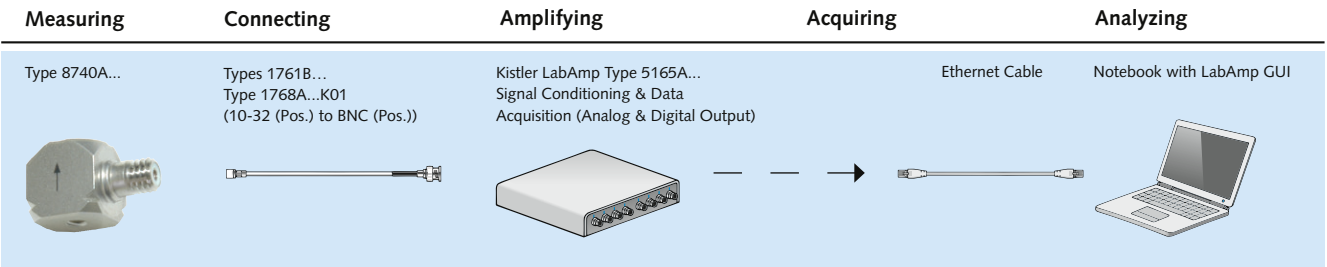 Measuring
Connecting
Amplifying
Acquiring
Analyzing
Type 8740A...
Types 1761B...
Type 1768A...K01
(10-32 (Pos.) to BNC (Pos.))
Kistler LabAmp Type 5165A...
Signal Conditioning & Data
Acquisition (Analog & Digital Output)
Ethernet Cable
Notebook with LabAmp GUI